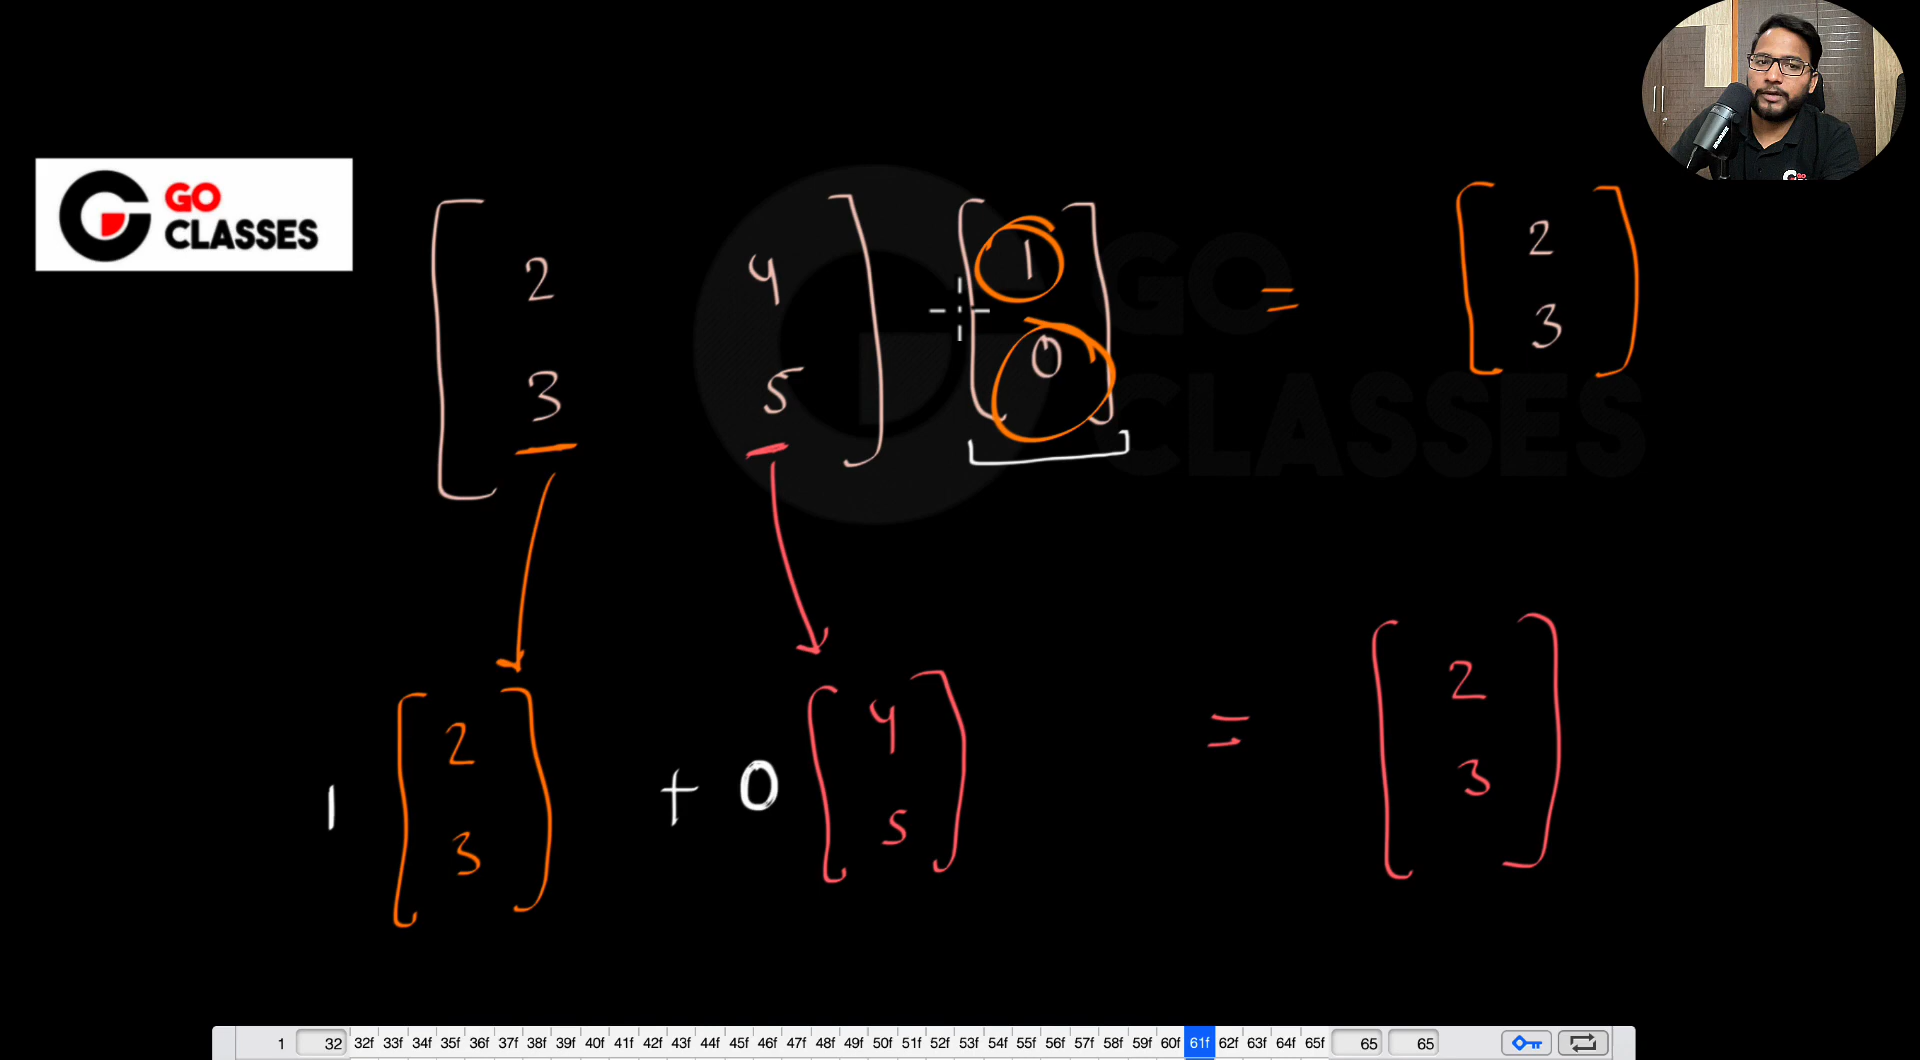 GO
CLASSES
2 4 1 = 2
3 5 0 3
GO
CLASSES
1 2 + 0 4 = 2
3 5 3
1 32 32f 33f 34f 35f 36f 37f 38f 39f 40f 41f 42f 43f 44f 45f 46f 47f 48f 49f 50f 51f 52f 53f 54f 55f 56f 57f 58f 59f 60f 61f 62f 63f 64f 65f 65 65